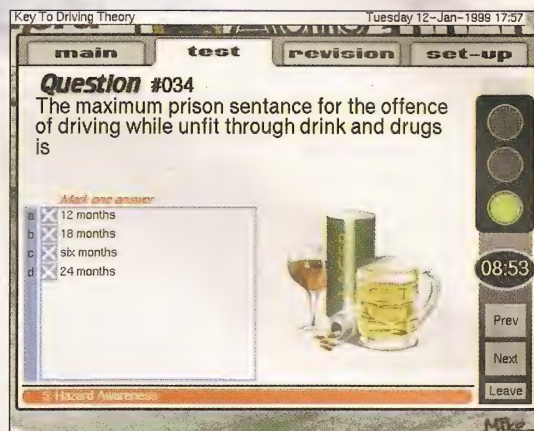 Key To Driving Theory Tuesday 12-Jan-1999 17:57
main test revision set-up
Question #034
The maximum prison sentance for the offence
of driving while unfit through drink and drugs
is
Mark one answer
a 12 months
b 18 months
c six months
d 24 months
08:53
Prev
Next
Leave
5 Hazard Awareness
Mike